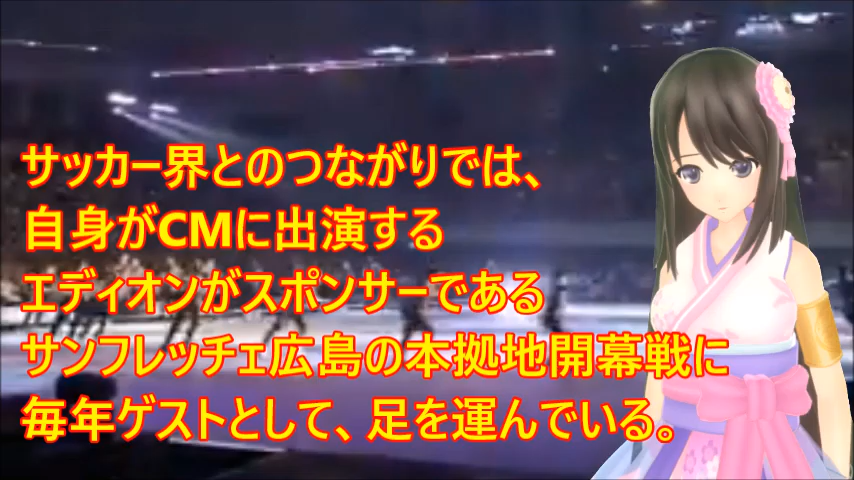 サッカー界とのつながりでは、
自身がCMに出演する
エディオンがスポンサーである
サンフレッチェ広島の本拠地開幕戦に
毎年ゲストとして、足を運んでいる。